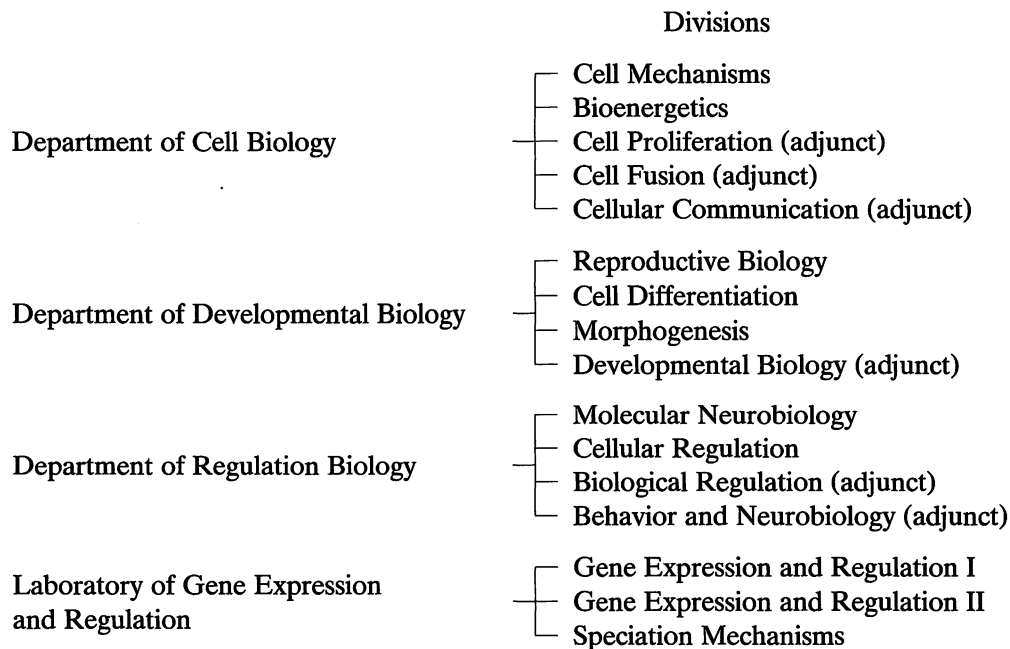 Divisions
Cell Mechanisms
Bioenergetics
Department of Cell Biology
Cell Proliferation (adjunct)
Cell Fusion (adjunct)
Cellular Communication (adjunct)
Reproductive Biology
Cell Differentiation
Department of Developmental Biology
Morphogenesis
Developmental Biology (adjunct)
Molecular Neurobiology
Cellular Regulation
Department of Regulation Biology
Biological Regulation (adjunct)
Behavior and Neurobiology (adjunct)
Laboratory of Gene Expression
and Regulation
Gene Expression and Regulation I
Gene Expression and Regulation II
Speciation Mechanisms